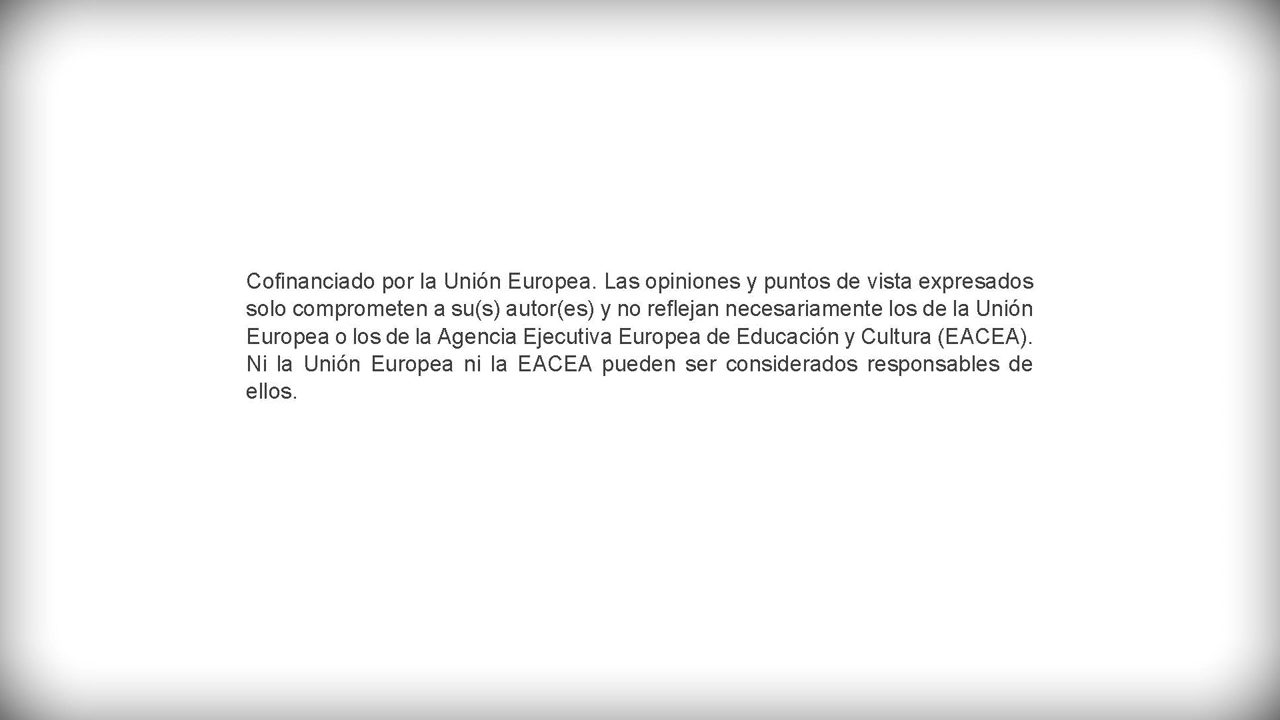 Cofinanciado por la Unión Europea. Las opiniones y puntos de vista expresados
solo comprometen a su(s) autor(es) y no reflejan necesariamente los de la Unión
Europea o los de la Agencia Ejecutiva Europea de Educación y Cultura (EACEA).
Ni la Unión Europea ni la EACEA pueden ser considerados responsables de
ellos.